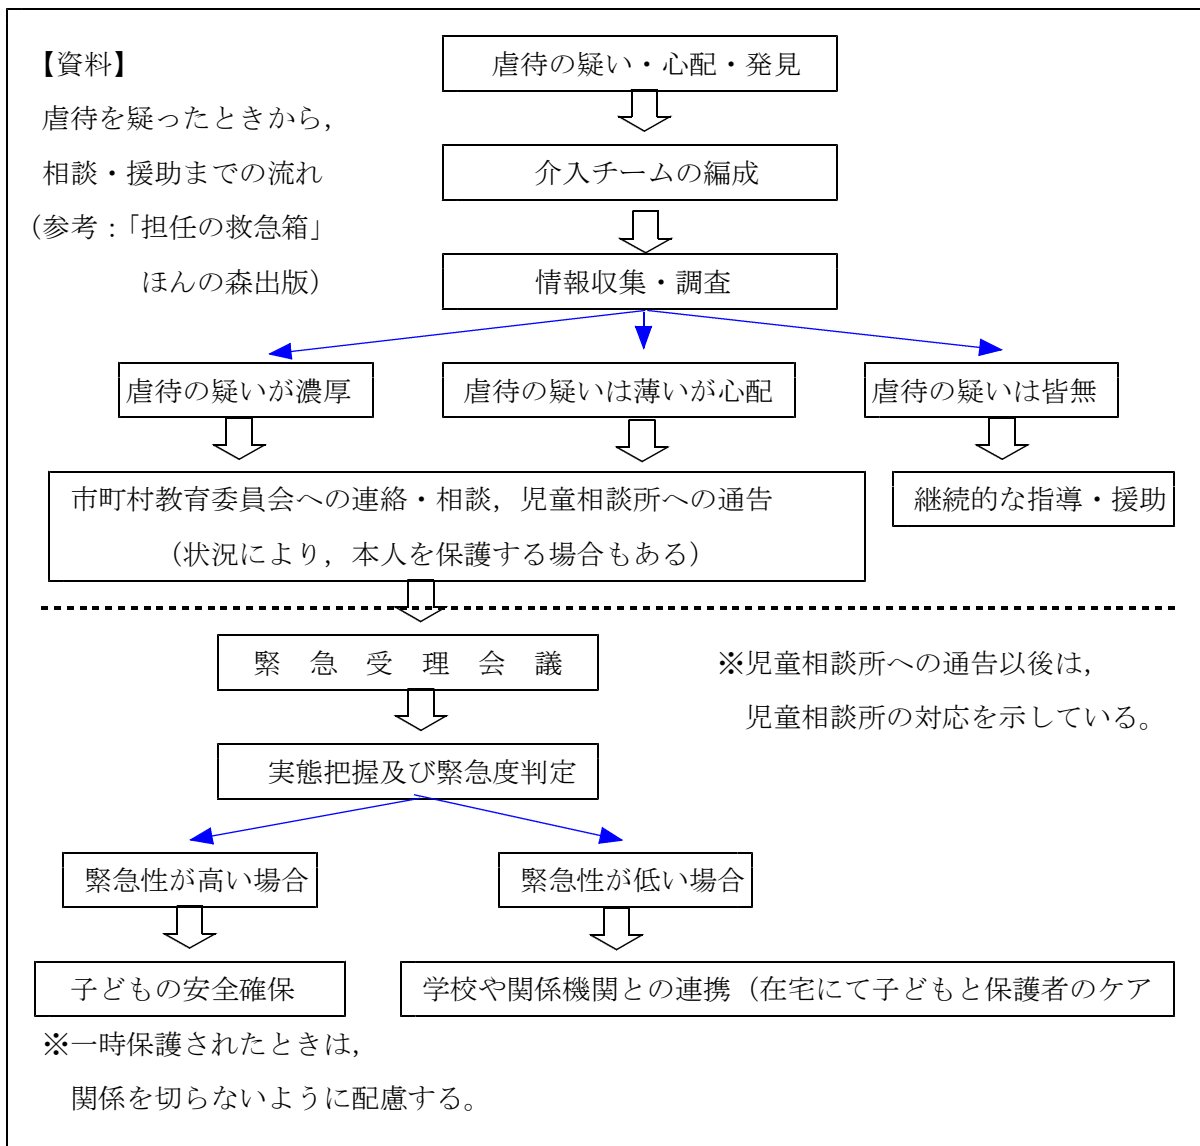 【資料】
虐待を疑ったときから，
相談・援助までの流れ
（参考：「担任の救急箱」
ほんの森出版）
虐待の疑い・心配・発見
介入チームの編成
情報収集・調査
虐待の疑いが濃厚
虐待の疑いは薄いが心配
虐待の疑いは皆無
市町村教育委員会への連絡・相談，児童相談所への通告
（状況により，本人を保護する場合もある）
継続的な指導・援助
緊　急　受　理　会　議
※児童相談所への通告以後は，
児童相談所の対応を示している。
実態把握及び緊急度判定
緊急性が高い場合
緊急性が低い場合
子どもの安全確保
学校や関係機関との連携（在宅にて子どもと保護者のケア
※一時保護されたときは，
関係を切らないように配慮する。